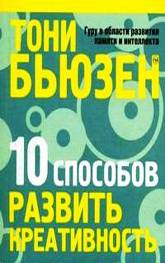 ТОНИ
БЬЮЗЕН
Гуру в области развития
памяти и интеллекта
10 СПОСОБОВ
РАЗВИТЬ
КРЕАТИВНОСТЬ